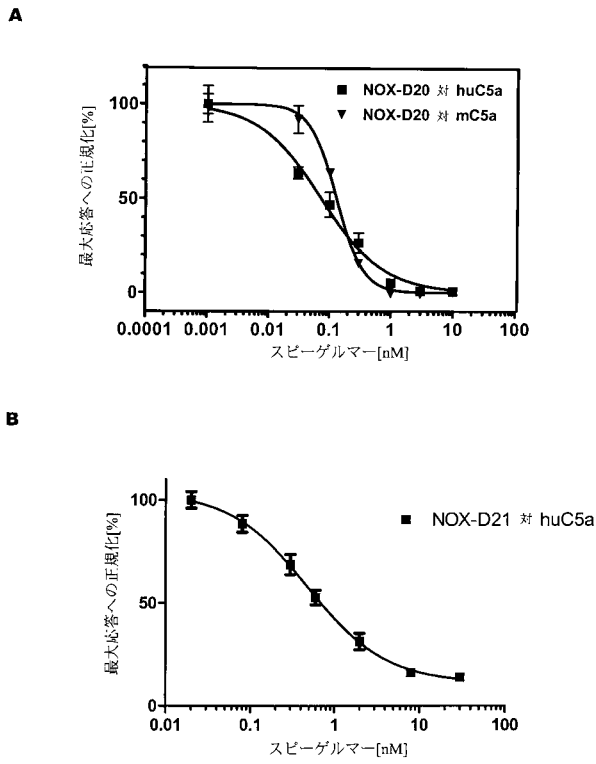 A
NOX-D20 対 huC5a
NOX-D20 対 mC5a
最大応答への正規化[%]
100
50
0
0.0001 0.001 0.01 0.1 1 10 100
スピーゲルマー[nM]
B
NOX-D21 対 huC5a
最大応答への正規化[%]
100
50
0
0.01 0.1 1 10 100
スピーゲルマー[nM]